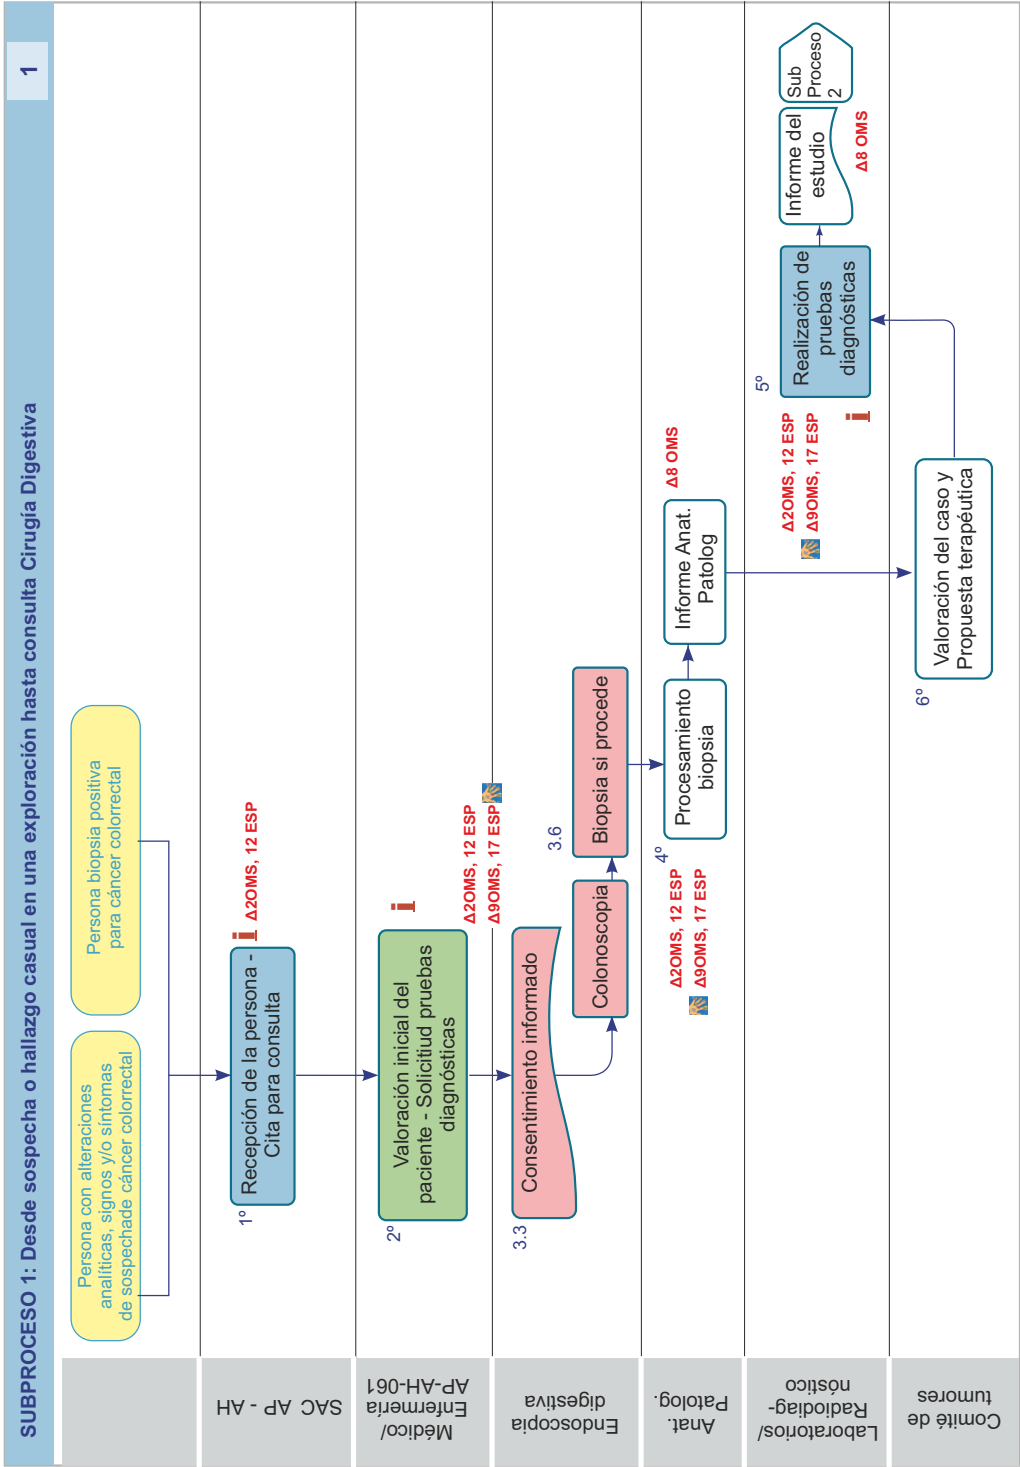 SUBPROCESO 1: Desde sospecha o hallazgo casual en una exploración hasta consulta Cirugía Digestiva
1
Persona con alteraciones
analíticas, signos y/o síntomas
de sospechade cáncer colorrectal
Persona biopsia positiva
para cáncer colorrectal
SAC AP - AH
1º
Recepción de la persona -
Cita para consulta
i
Δ2OMS, 12 ESP
Médico/
Enfermería
AP-AH-061
2º
Valoración inicial del
paciente - Solicitiud pruebas
diagnósticas
i
Δ2OMS, 12 ESP
Δ9OMS, 17 ESP
Endoscopia
digestiva
3.3
Consentimiento informado
Colonoscopia
3.6
Biopsia si procede
Anat.
Patolog.
Δ2OMS, 12 ESP
Δ9OMS, 17 ESP
4º
Procesamiento
biopsia
Informe Anat.
Patolog
Δ8 OMS
Laboratorios/
Radiodiag-
nóstico
Δ2OMS, 12 ESP
Δ9OMS, 17 ESP
i
5º
Realización de
pruebas
diagnósticas
Informe del
estudio
Δ8 OMS
Sub
Proceso
2
Comité de
tumores
6º
Valoración del caso y
Propuesta terapéutica